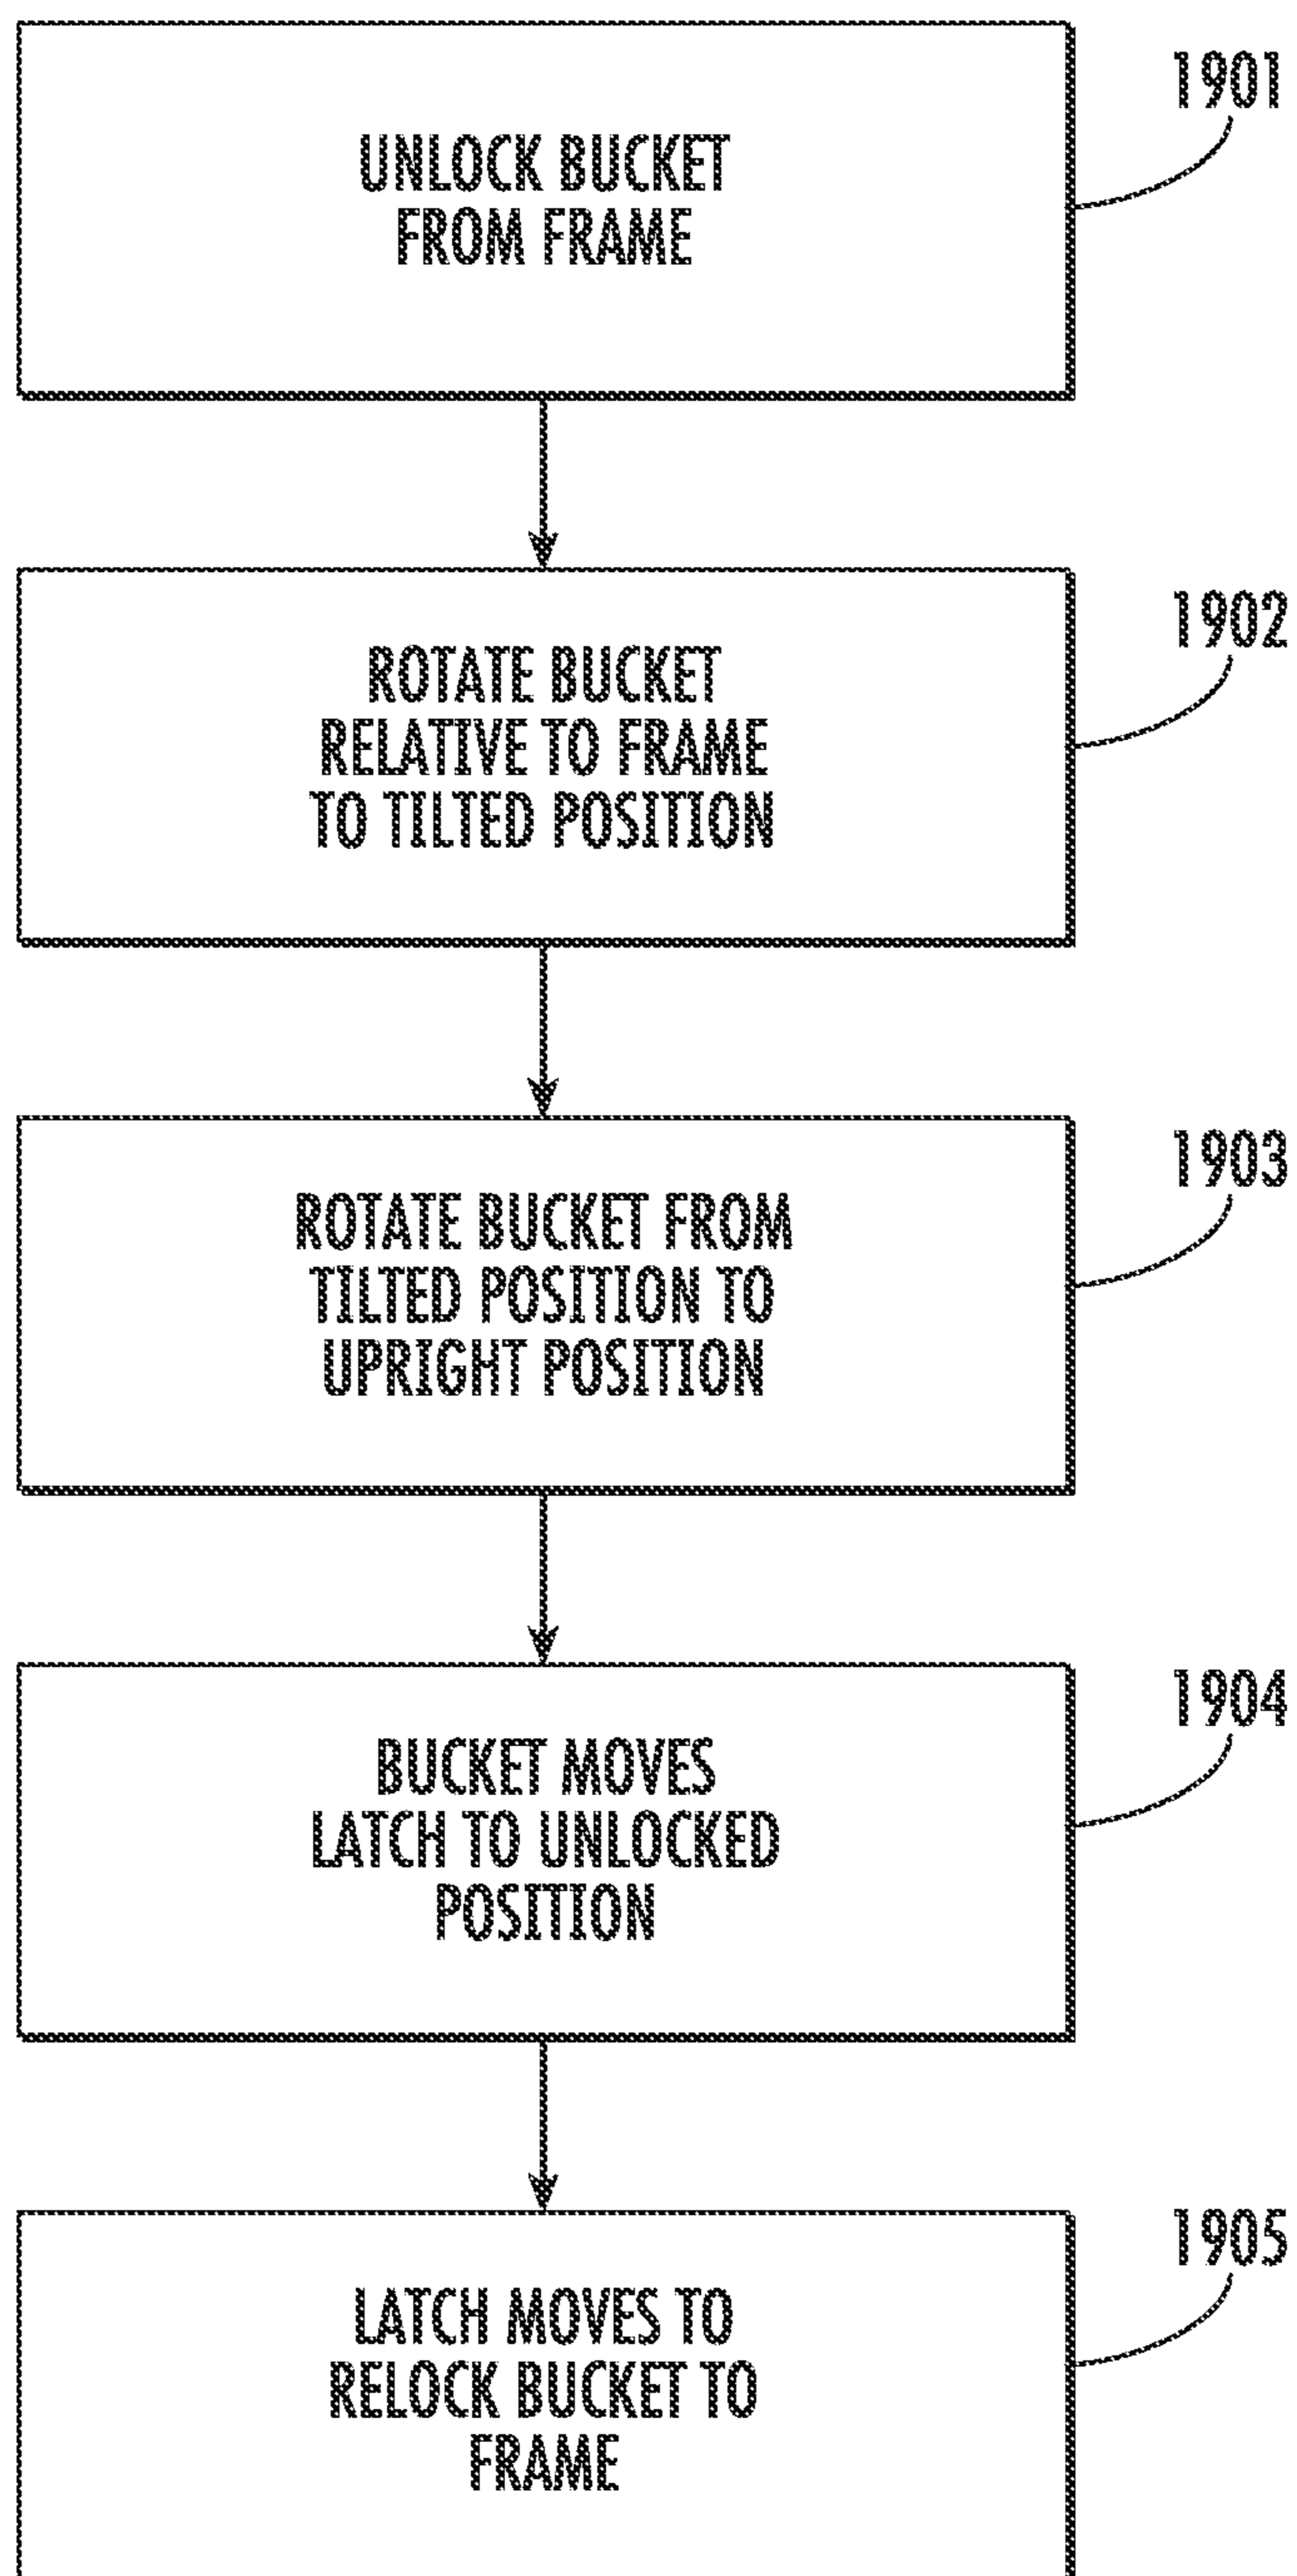 UNLOCK BUCKET
FROM FRAME
1901
ROTATE BUCKET
RELATIVE TO FRAME
TO TILTED POSITION
1902
ROTATE BUCKET FROM
TILTED POSITION TO
UPRIGHT POSITION
1903
BUCKET MOVES
LATCH TO UNLOCKED
POSITION
1904
LATCH MOVES TO
RELOCK BUCKET TO
FRAME
1905